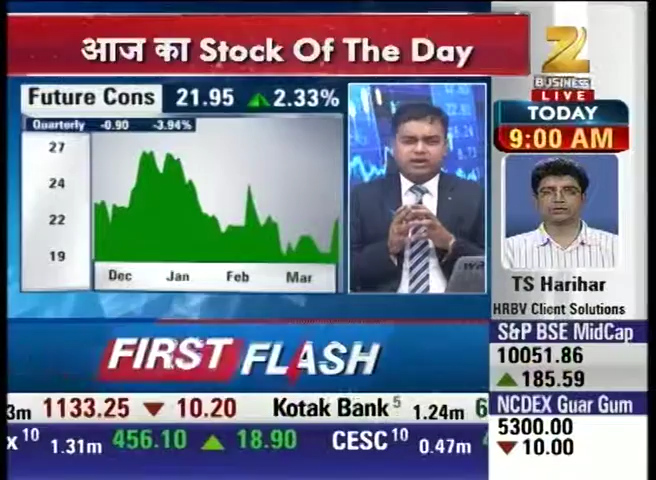 आज का Stock Of The Day
Z
BUSINESS
LIVE
Future Cons 21.95 ▲ 2.33%
Quarterly -0.90 -3.94%
27
24
22
19
Dec Jan Feb Mar
TODAY
9:00 AM
TS Harihar
HRBV Client Solutions
FIRST FLASH
S&P BSE MidCap
10051.86
▲ 185.59
NCDEX Guar Gum
5300.00
▼ 10.00
3m 1133.25 ▼ 10.20 Kotak Bank 5 1.24m 6
x 10 1.31m 456.10 ▲ 18.90 CESC 10 0.47m